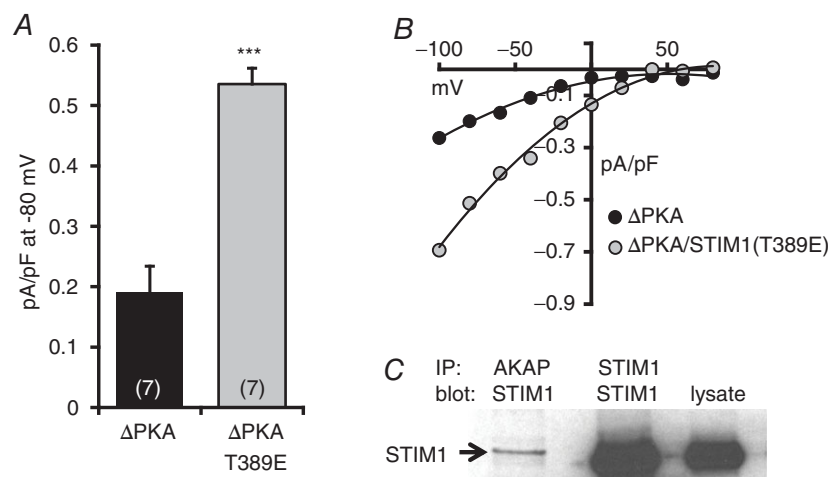 A
0.6
0.5
0.4
0.3
0.2
0.1
0
pA/pF at -80 mV
***
(7)
(7)
ΔPKA
ΔPKA
T389E
B
−100
−50
50
mV
−0.1
−0.3
−0.5
−0.7
−0.9
pA/pF
ΔPKA
ΔPKA/STIM1(T389E)
C
IP: AKAP STIM1
blot: STIM1 STIM1 lysate
STIM1